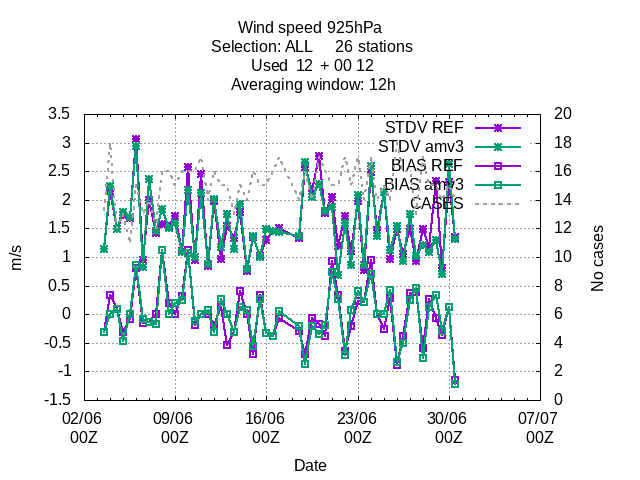 Wind speed 925hPa
Selection: ALL 26 stations
Used 12 + 00 12
Averaging window: 12h
3.5
3
2.5
2
1.5
1
0.5
0
-0.5
-1
-1.5
m/s
20
18
16
14
12
10
8
6
4
2
0
No cases
STDV REF
STDV amv3
BIAS REF
BIAS amv3
CASES
02/06 09/06 16/06 23/06 30/06 07/07
00Z 00Z 00Z 00Z 00Z 00Z
Date